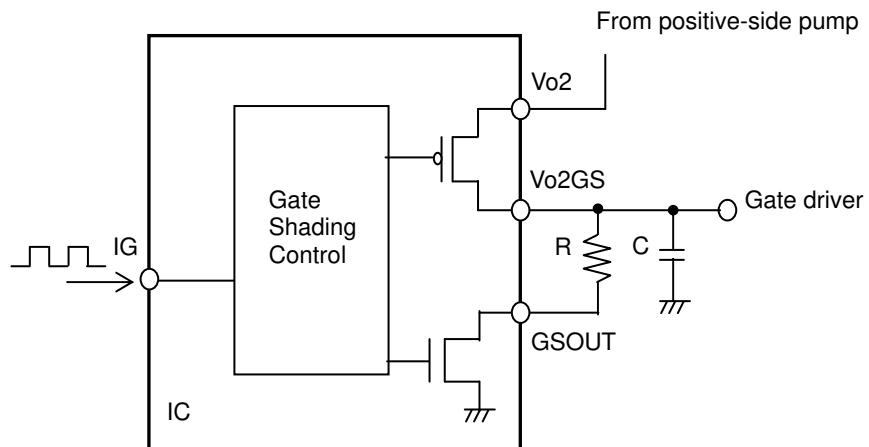 From positive-side pump
Vo2
Vo2GS
Gate driver
Gate
Shading
Control
R
C
IG
GSOUT
IC